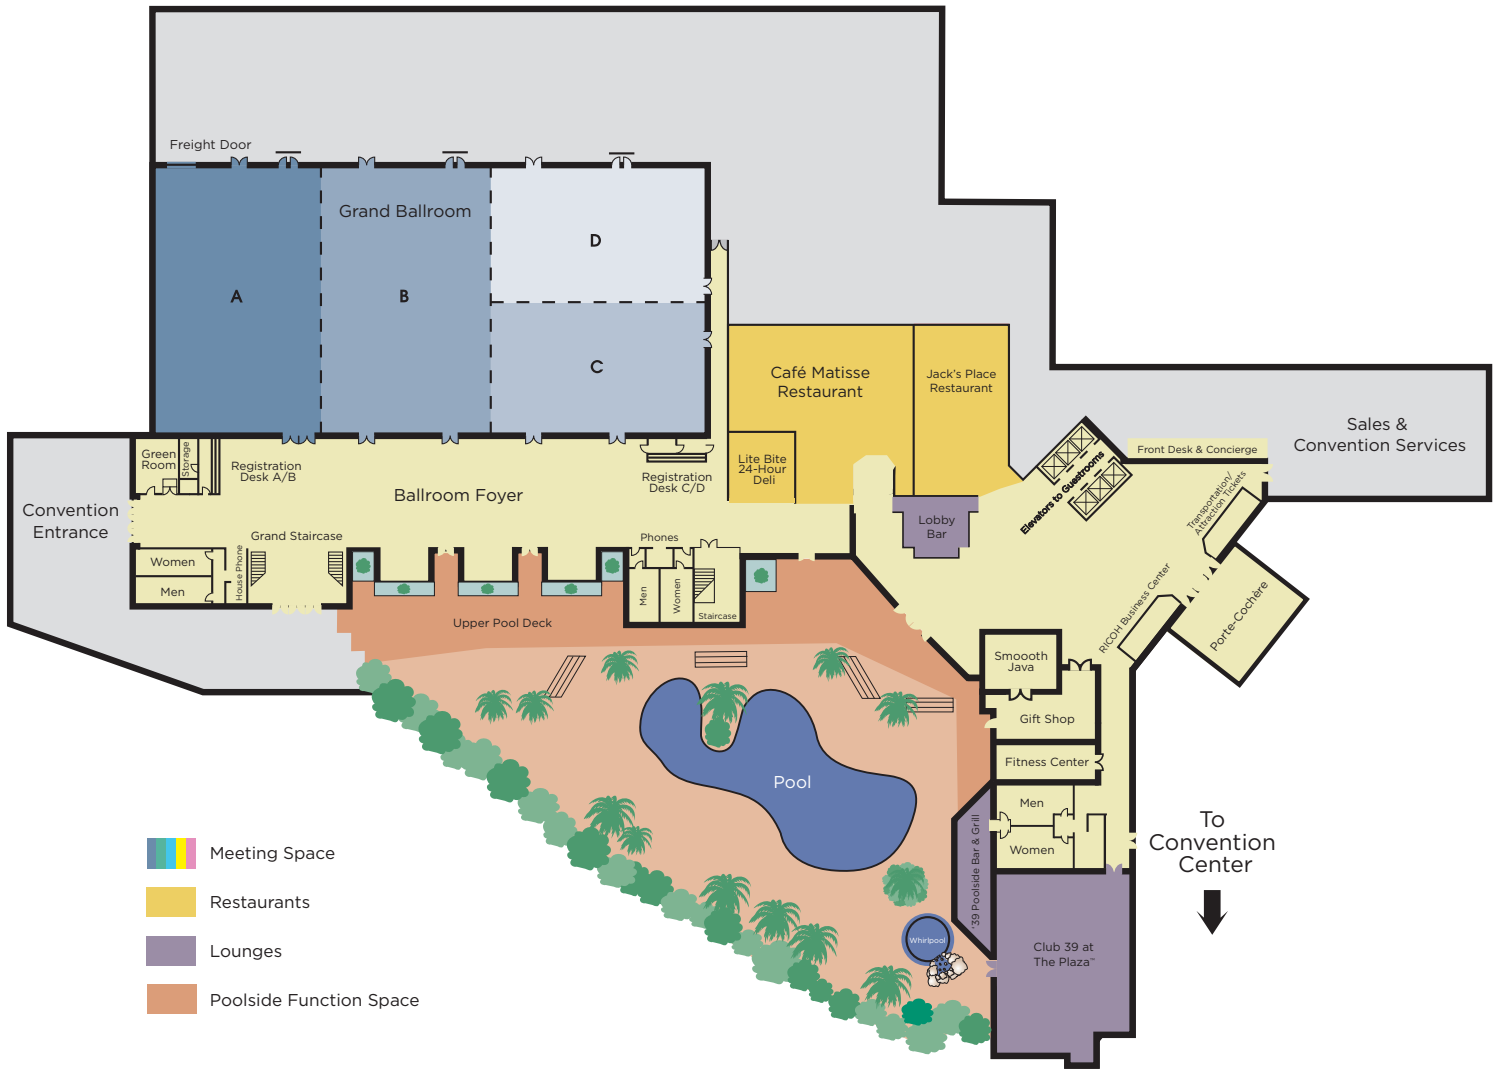 Freight Door
Grand Ballroom
D
A
B
C
Café Matisse
Restaurant
Jack's Place
Restaurant
Lite Bite
24-Hour
Deli
Sales &
Convention Services
Front Desk & Concierge
Elevators to Guestrooms
Transportation/
Attraction Tickets
Green
Room
Storage
Registration
Desk A/B
Registration
Desk C/D
Ballroom Foyer
Lobby
Bar
Convention
Entrance
Grand Staircase
Phones
Women
Men
House Phone
Men
Women
Staircase
RICOH Business Center
Porte-Cochère
Upper Pool Deck
Smoooth
Java
Gift Shop
Fitness Center
Pool
Men
Women
'39 Poolside Bar & Grill
To
Convention
Center
Whirlpool
Club 39 at
The Plaza™
Meeting Space
Restaurants
Lounges
Poolside Function Space